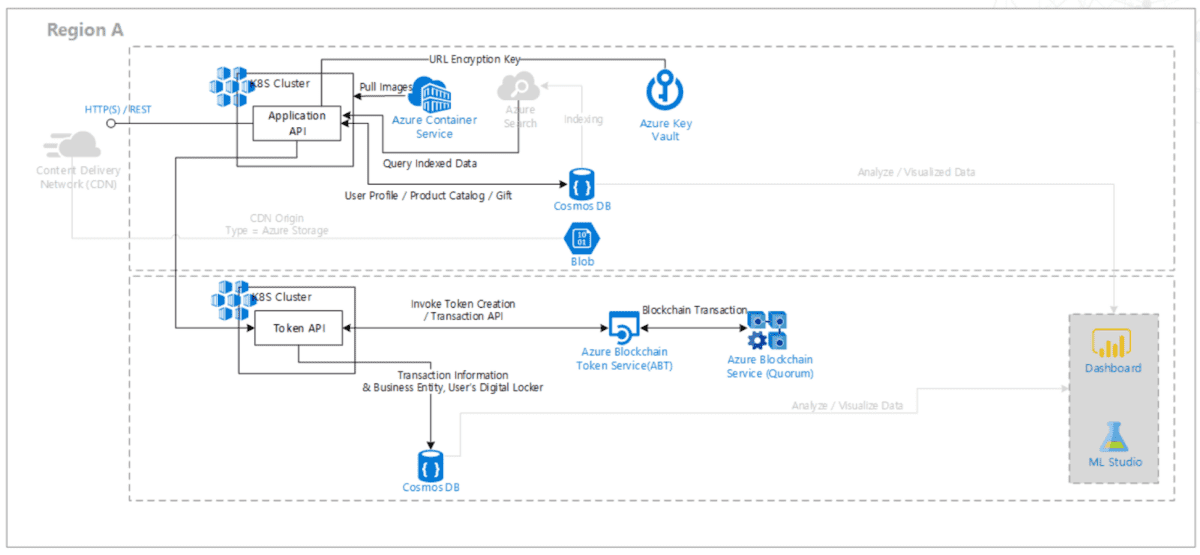 Region A
URL Encryption Key
K8S Cluster
Pull Images
HTTP(S) / REST
Application
API
Azure Container
Service
Azure
Search
Indexing
Azure Key
Vault
Content Delivery
Network (CDN)
Query Indexed Data
Analyze / Visualized Data
User Profile / Product Catalog / Gift
Cosmos DB
CDN Origin
Type = Azure Storage
10
01
Blob
K8S Cluster
Token API
Invoke Token Creation
/ Transaction API
Blockchain Transaction
Azure Blockchain
Token Service(ABT)
Azure Blockchain
Service (Quorum)
Dashboard
Transaction Information
& Business Entity, User's Digital Locker
Analyze / Visualize Data
ML Studio
Cosmos DB